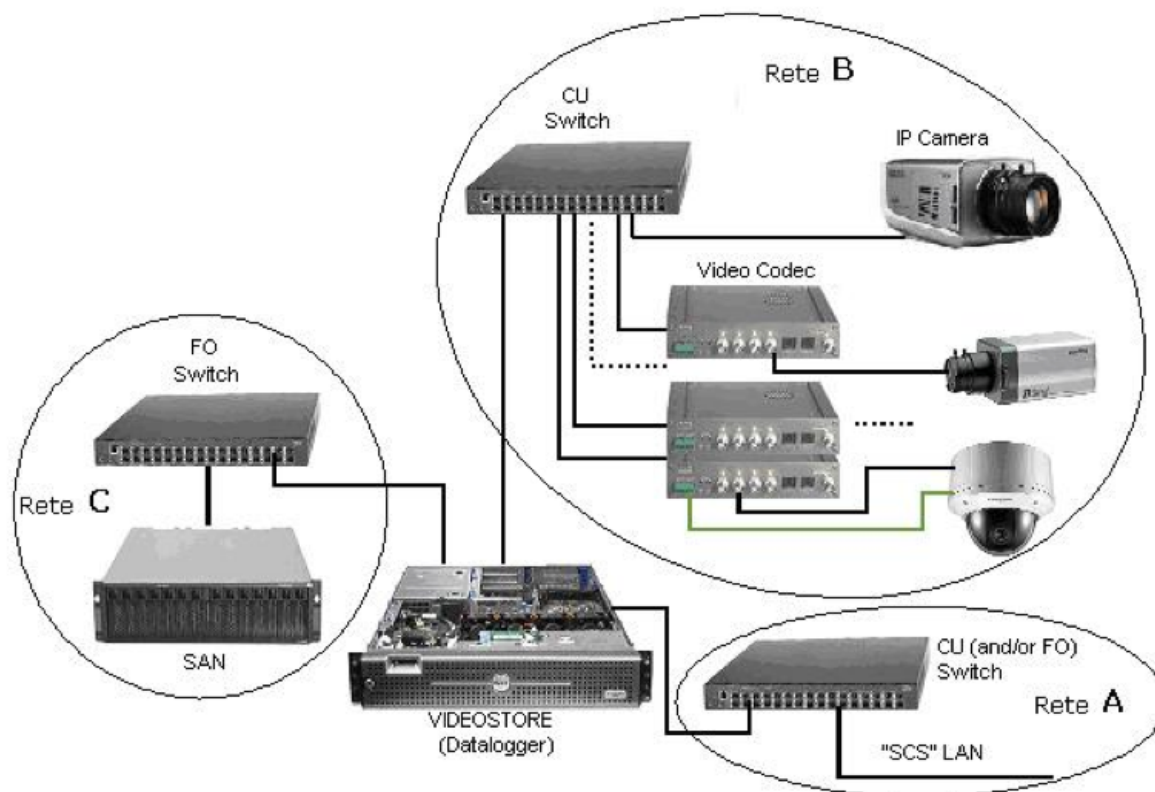 Rete B
CU
Switch
IP Camera
Video Codec
FO
Switch
Rete C
SAN
VIDEOSTORE
(Datalogger)
CU (and/or FO)
Switch
Rete A
"SCS" LAN